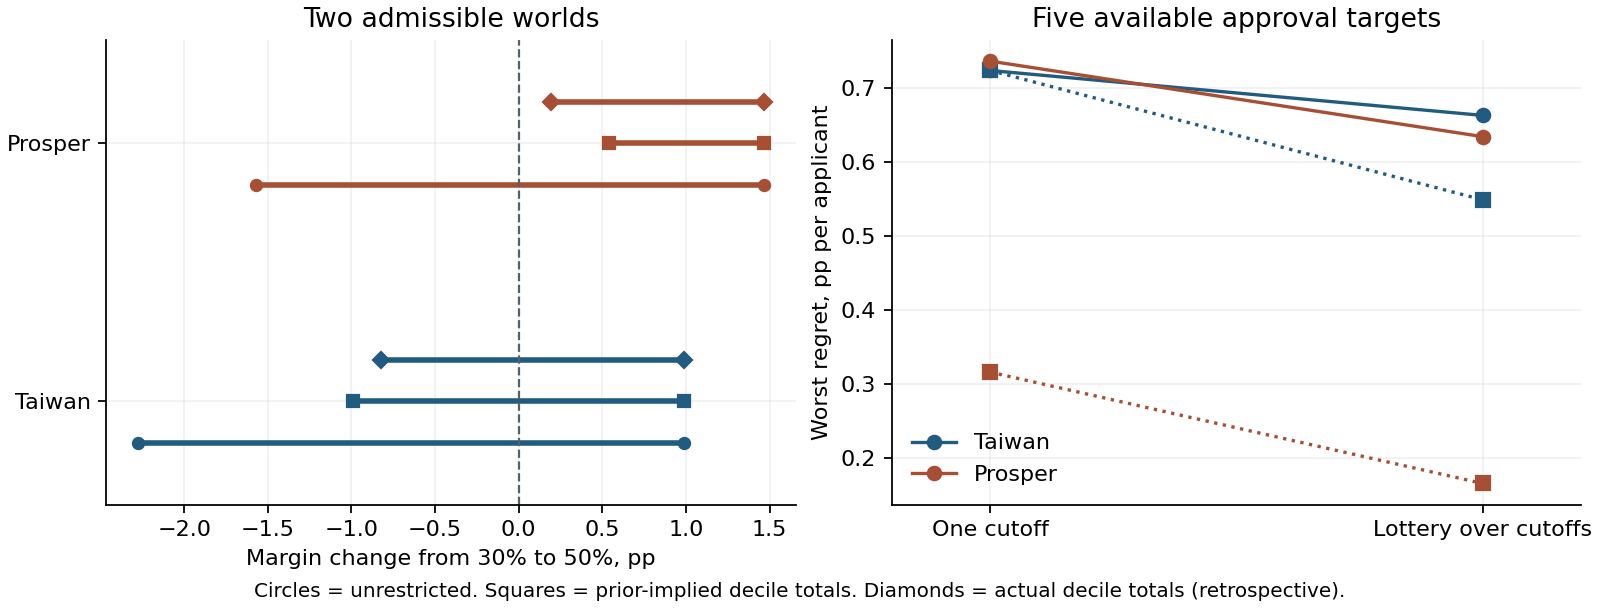 Two admissible worlds
Prosper
Taiwan
−2.0 −1.5 −1.0 −0.5 0.0 0.5 1.0 1.5
Margin change from 30% to 50%, pp
Five available approval targets
Worst regret, pp per applicant
0.7
0.6
0.5
0.4
0.3
0.2
Taiwan
Prosper
One cutoff Lottery over cutoffs
Circles = unrestricted. Squares = prior-implied decile totals. Diamonds = actual decile totals (retrospective).